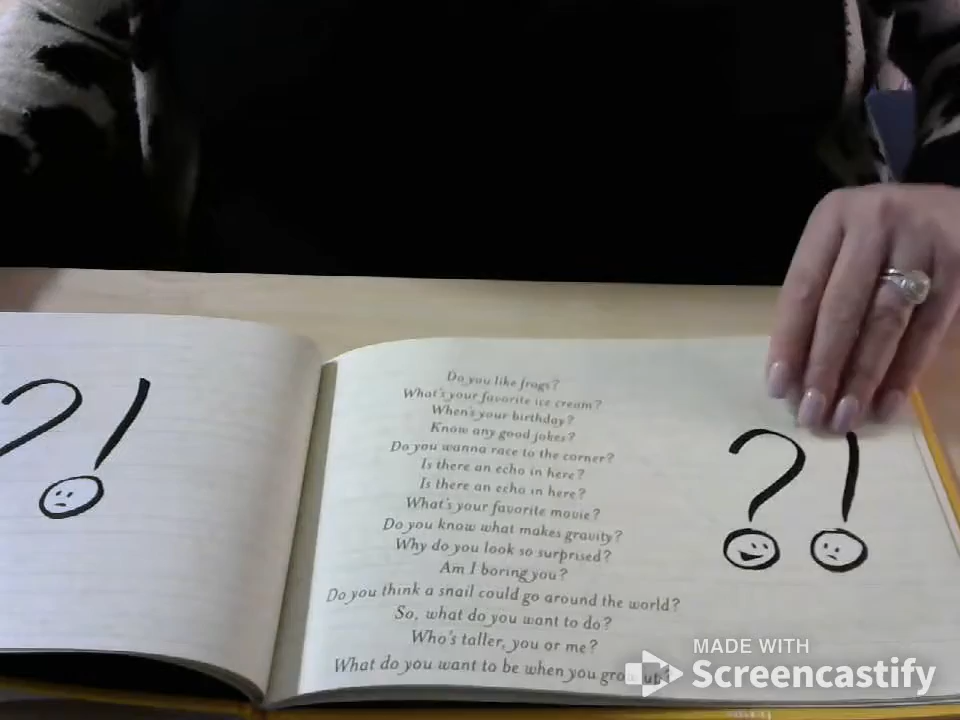 ? !
Do you like frogs?
What's your favorite ice cream?
When's your birthday?
Know any good jokes?
Do you wanna race to the corner?
Is there an echo in here?
Is there an echo in here?
What's your favorite movie?
Do you know what makes gravity?
Why do you look so surprised?
Am I boring you?
Do you think a snail could go around the world?
So, what do you want to do?
Who's taller, you or me?
What do you want to be when you grow up?
? !
MADE WITH
Screencastify